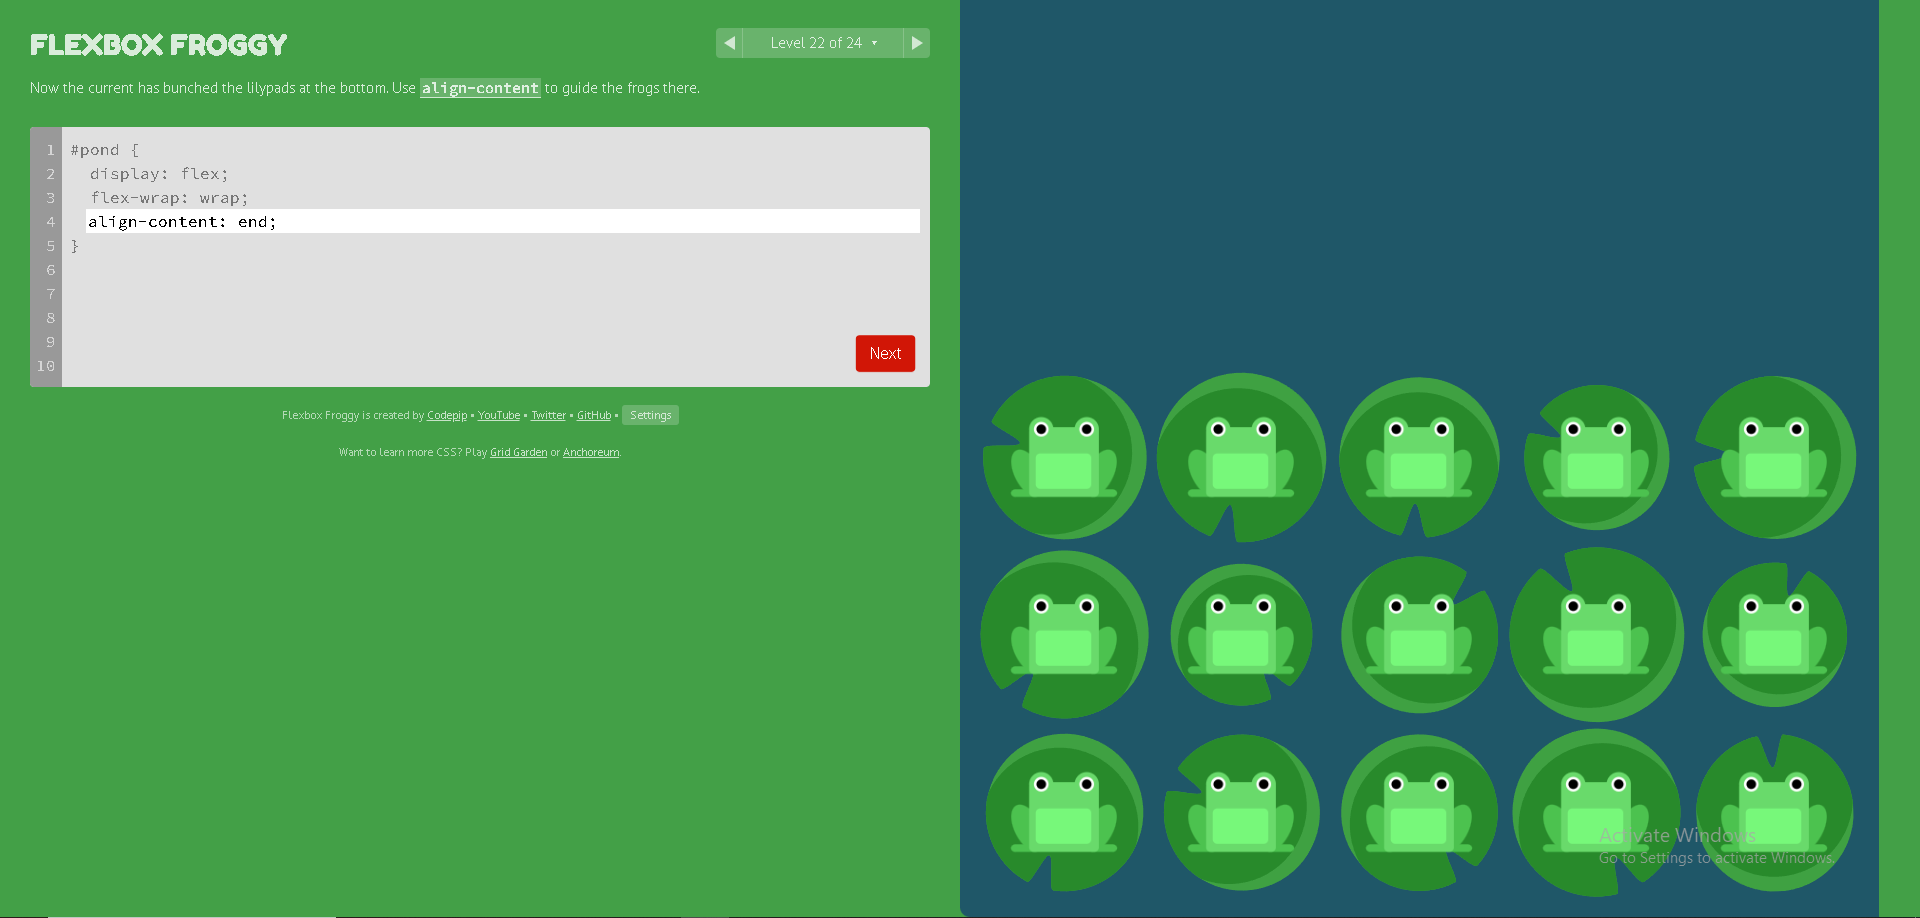 FLEXBOX FROGGY
Level 22 of 24 ▾
Now the current has bunched the lilypads at the bottom. Use align-content to guide the frogs there.
1 #pond {
2 display: flex;
3 flex-wrap: wrap;
4 align-content: end;
5 }
6
7
8
9
10
Next
Flexbox Froggy is created by Codepip • YouTube • Twitter • GitHub • Settings
Want to learn more CSS? Play Grid Garden or Anchoreum.
Activate Windows
Go to Settings to activate Windows.